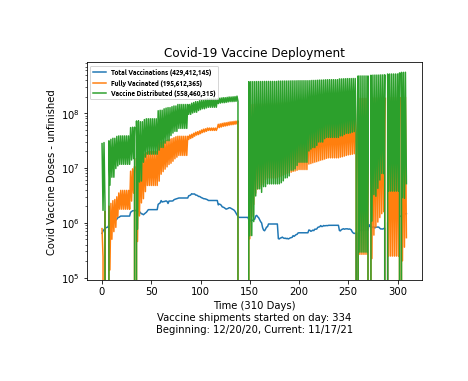 Covid-19 Vaccine Deployment
Total Vaccinations (429,412,145)
Fully Vacinated (195,612,365)
Vaccine Distributed (558,460,315)
Covid Vaccine Doses - unfinished
10⁸
10⁷
10⁶
10⁵
0 50 100 150 200 250 300
Time (310 Days)
Vaccine shipments started on day: 334
Beginning: 12/20/20, Current: 11/17/21